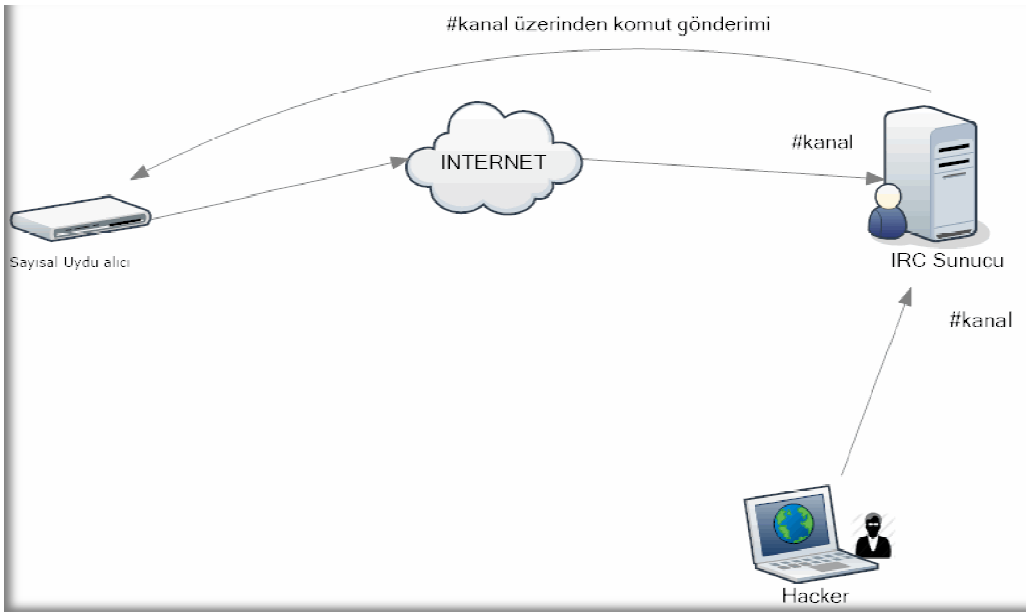 #kanal üzerinden komut gönderimi
#kanal
INTERNET
Sayısal Uydu alıcı
IRC Sunucu
#kanal
Hacker